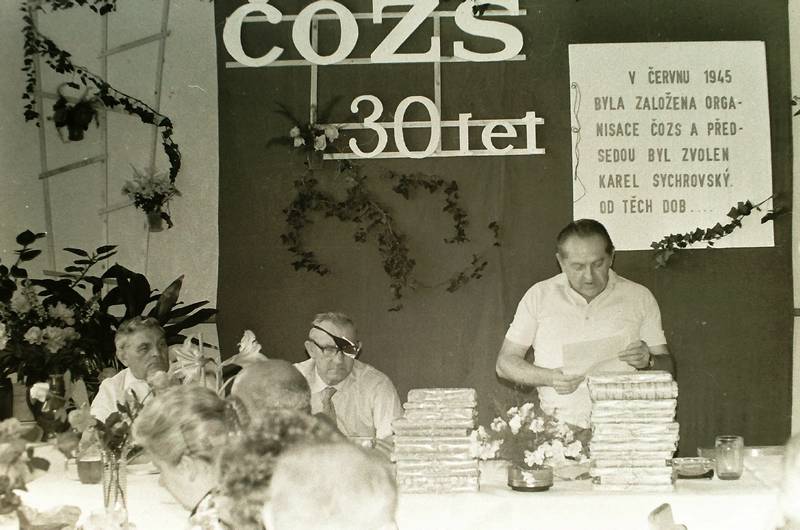 ČOZS
30 let
V ČERVNU 1945
BYLA ZALOŽENA ORGA-
NISACE ČOZS A PŘED-
SEDOU BYL ZVOLEN
KAREL SYCHROVSKÝ.
OD TĚCH DOB....